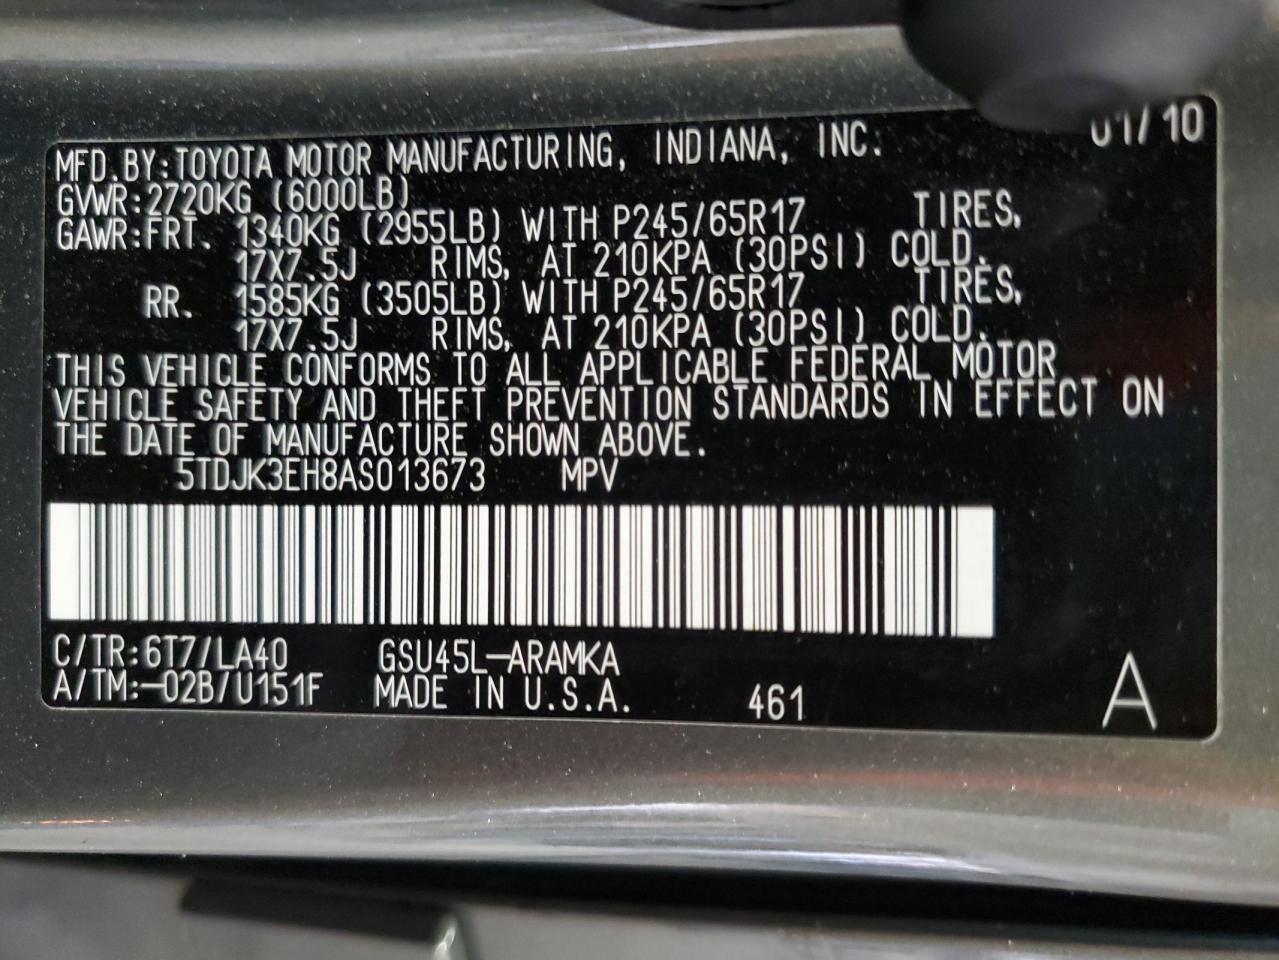 01/10
MFD.BY:TOYOTA MOTOR MANUFACTURING, INDIANA, INC.
GVWR:2720KG (6000LB)
GAWR:FRT. 1340KG (2955LB) WITH P245/65R17 TIRES,
17X7.5J RIMS, AT 210KPA (30PSI) COLD.
RR. 1585KG (3505LB) WITH P245/65R17 TIRES,
17X7.5J RIMS, AT 210KPA (30PSI) COLD.
THIS VEHICLE CONFORMS TO ALL APPLICABLE FEDERAL MOTOR
VEHICLE SAFETY AND THEFT PREVENTION STANDARDS IN EFFECT ON
THE DATE OF MANUFACTURE SHOWN ABOVE.
5TDJK3EH8AS013673 MPV
C/TR:6T7/LA40 GSU45L-ARAMKA
A/TM:-02B/U151F MADE IN U.S.A. 461 A